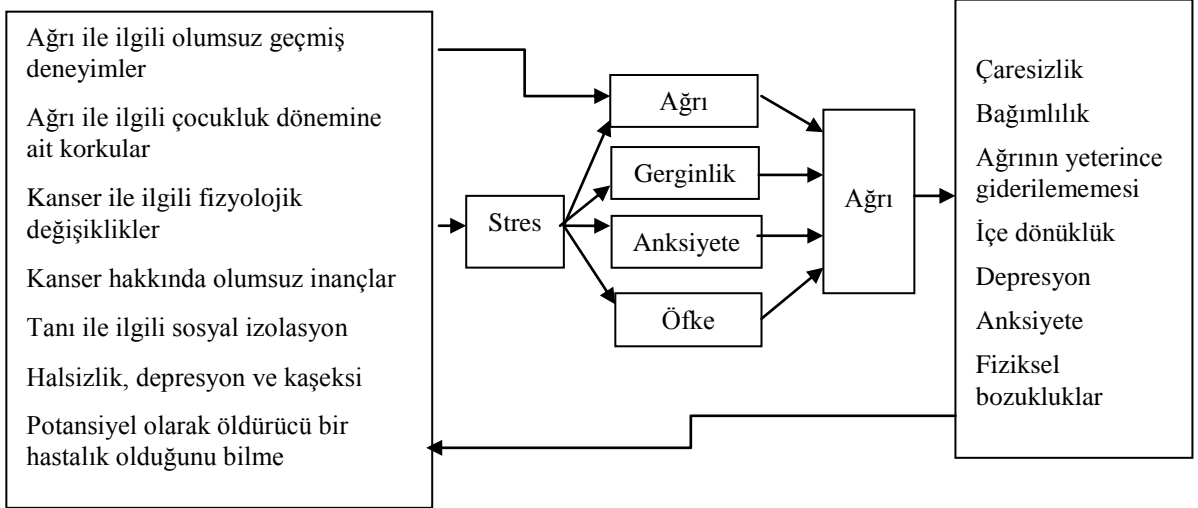 Ağrı ile ilgili olumsuz geçmiş
deneyimler
Ağrı ile ilgili çocukluk dönemine
ait korkular
Kanser ile ilgili fizyolojik
değişiklikler
Kanser hakkında olumsuz inançlar
Tanı ile ilgili sosyal izolasyon
Halsizlik, depresyon ve kaşeksi
Potansiyel olarak öldürücü bir
hastalık olduğunu bilme
Stres
Ağrı
Gerginlik
Anksiyete
Öfke
Ağrı
Çaresizlik
Bağımlılık
Ağrının yeterince
giderilememesi
İçe dönüklük
Depresyon
Anksiyete
Fiziksel
bozukluklar